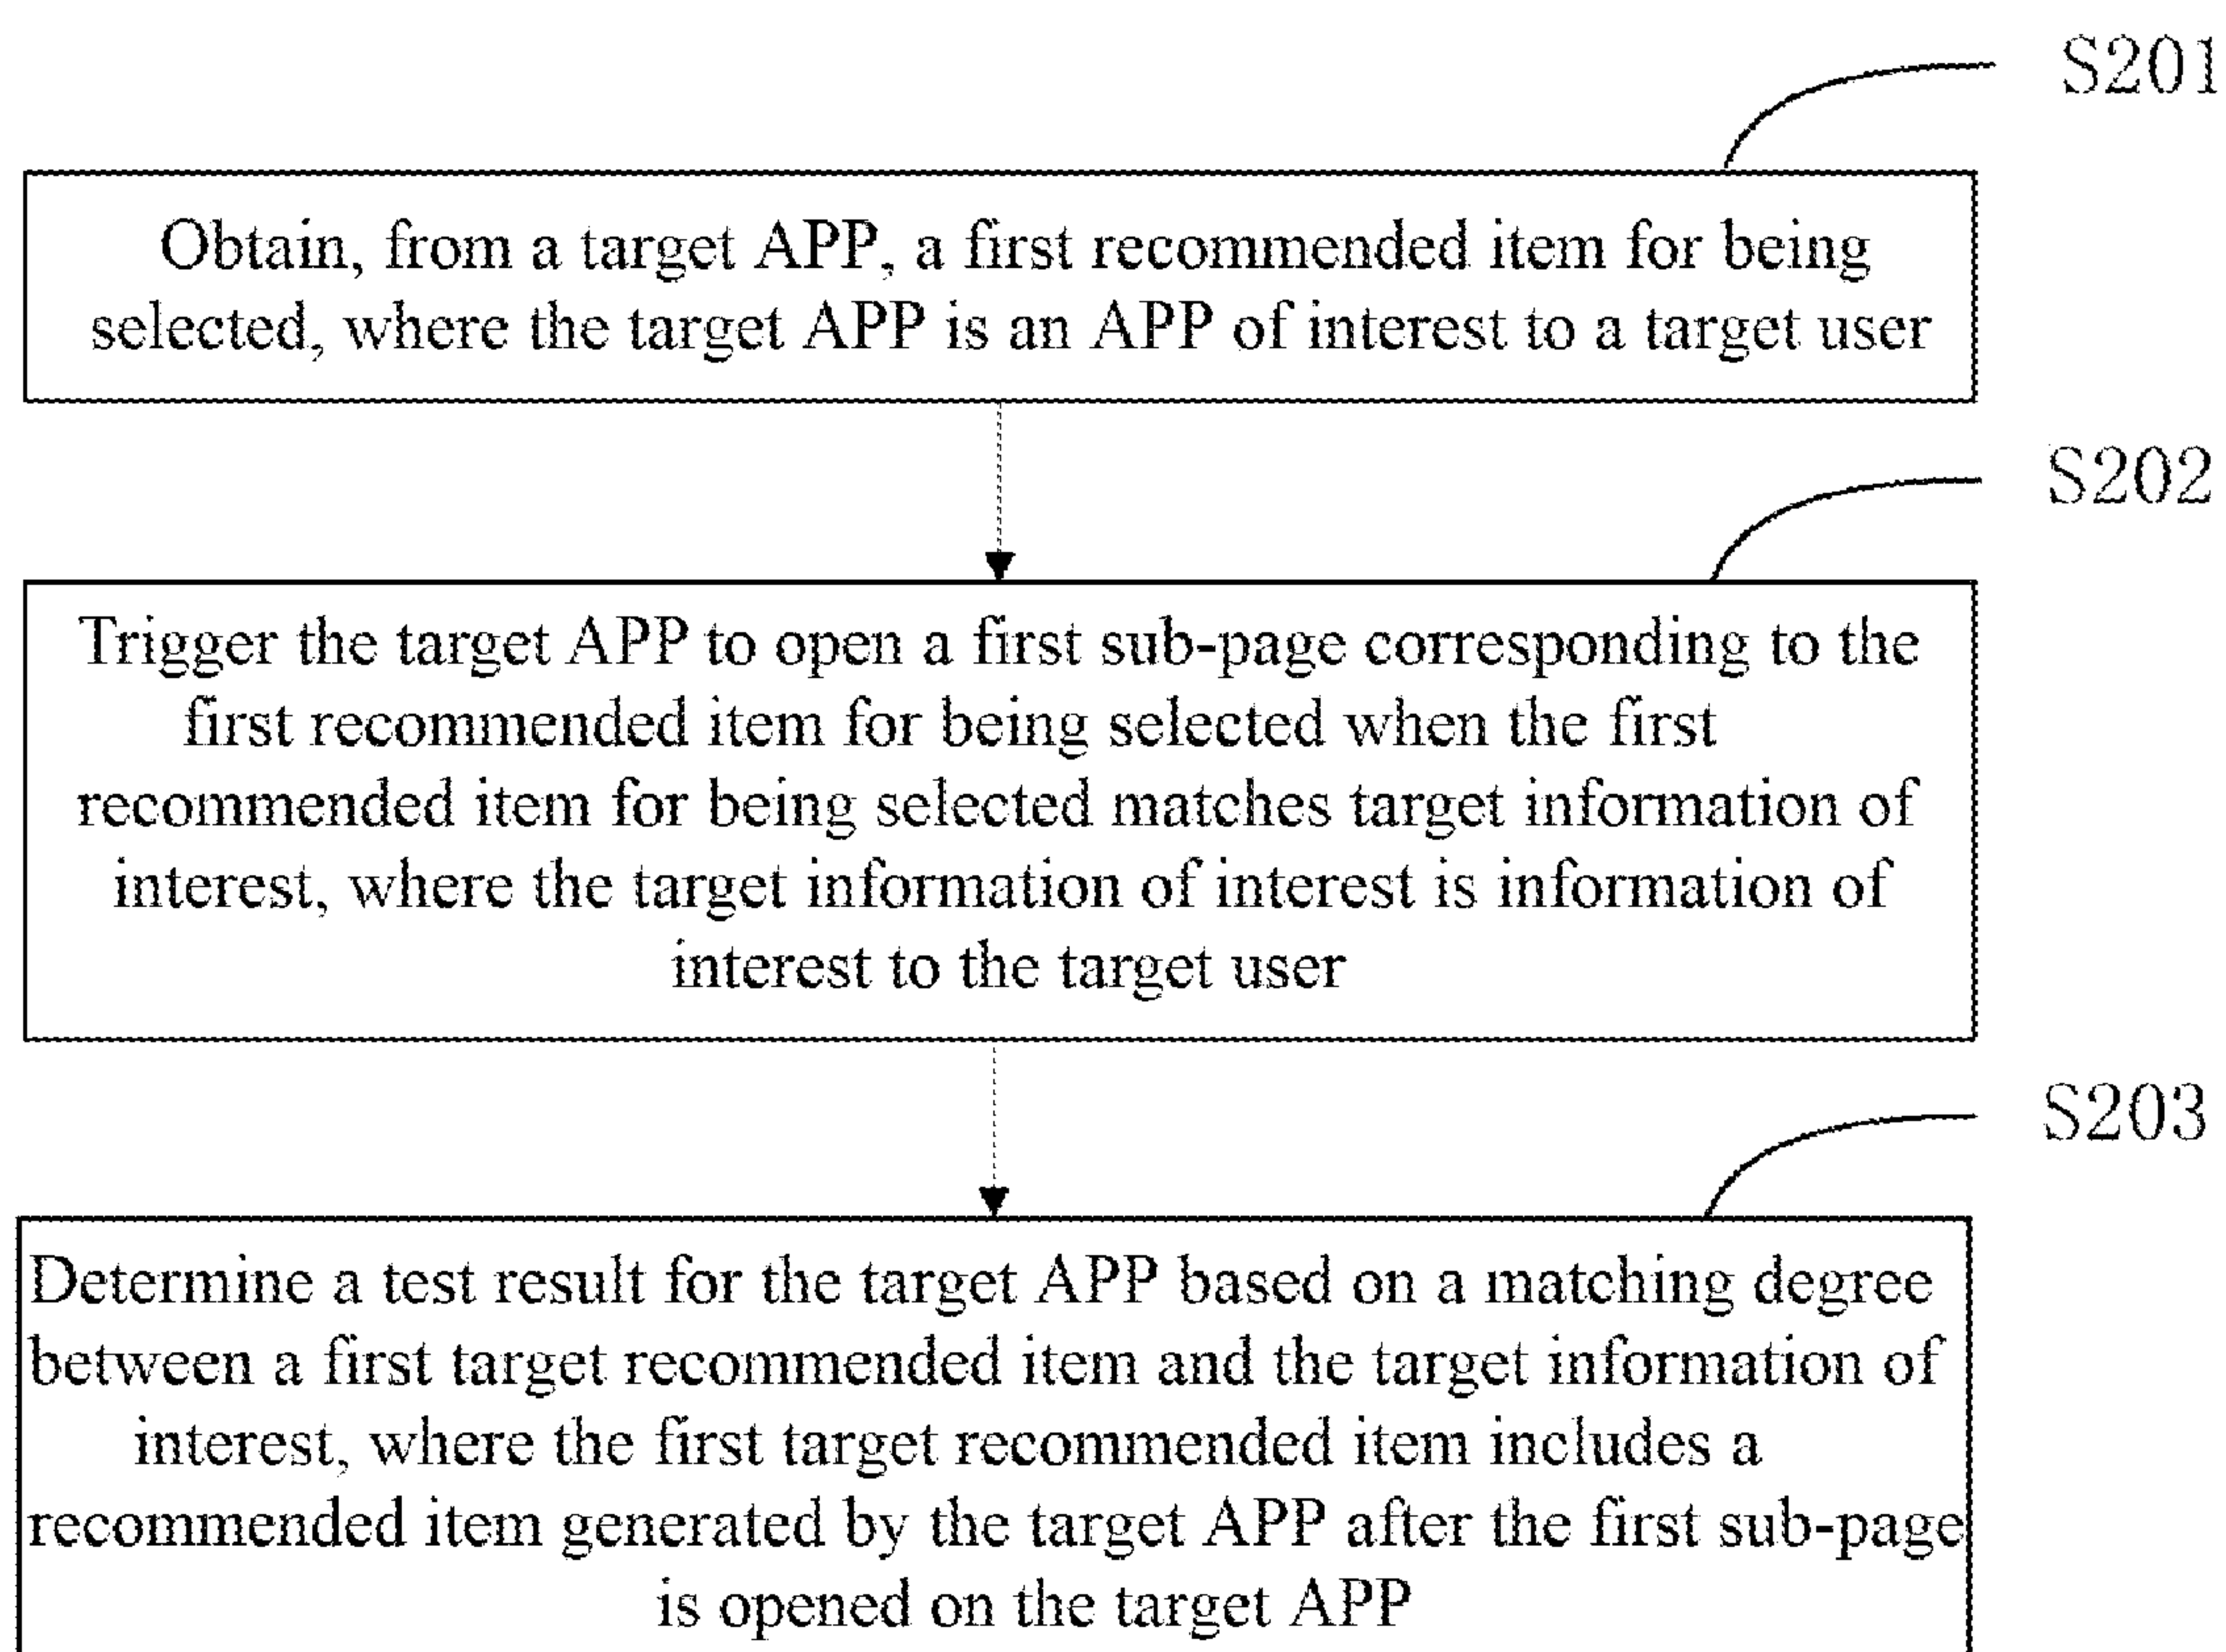 S201
Obtain, from a target APP, a first recommended item for being
selected, where the target APP is an APP of interest to a target user
S202
Trigger the target APP to open a first sub-page corresponding to the
first recommended item for being selected when the first
recommended item for being selected matches target information of
interest, where the target information of interest is information of
interest to the target user
S203
Determine a test result for the target APP based on a matching degree
between a first target recommended item and the target information of
interest, where the first target recommended item includes a
recommended item generated by the target APP after the first sub-page
is opened on the target APP